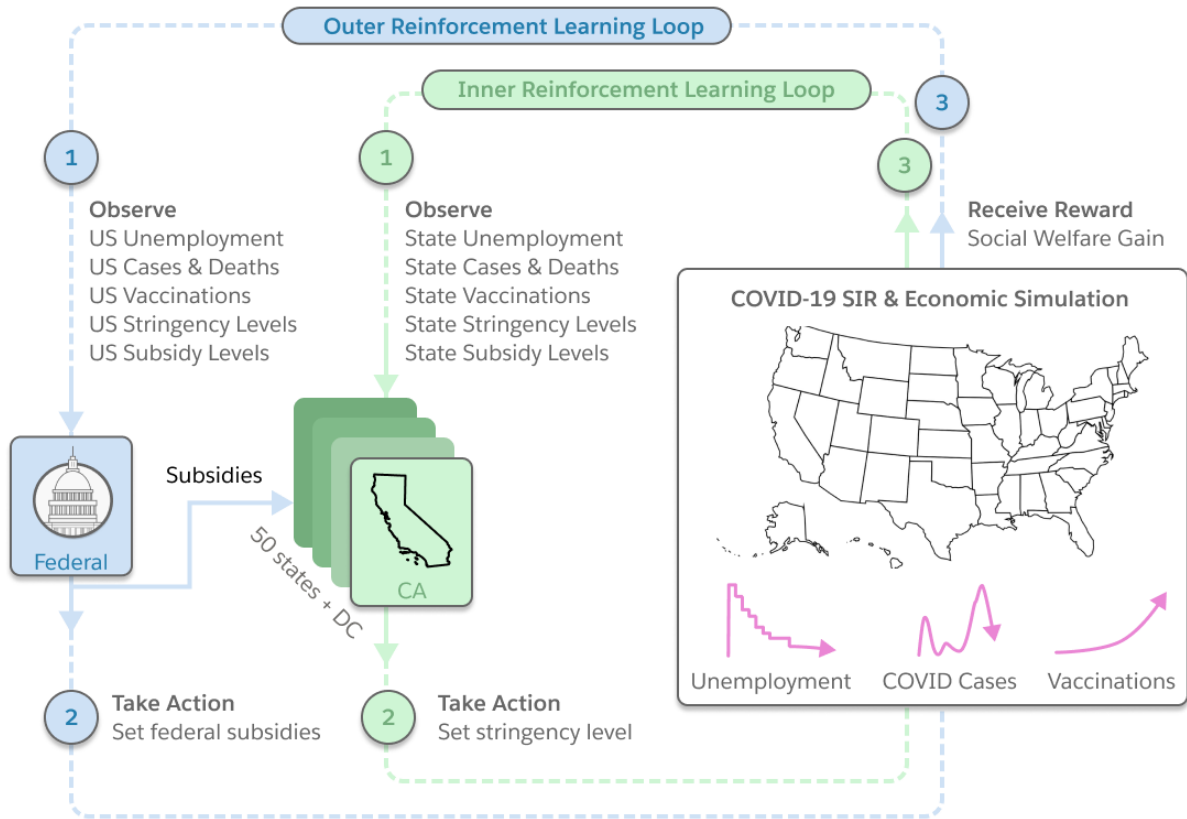 Outer Reinforcement Learning Loop
Inner Reinforcement Learning Loop
3
1
1
3
Observe
US Unemployment
US Cases & Deaths
US Vaccinations
US Stringency Levels
US Subsidy Levels
Observe
State Unemployment
State Cases & Deaths
State Vaccinations
State Stringency Levels
State Subsidy Levels
Receive Reward
Social Welfare Gain
COVID-19 SIR & Economic Simulation
Subsidies
Federal
50 states + DC
CA
Unemployment
COVID Cases
Vaccinations
2
Take Action
Set federal subsidies
2
Take Action
Set stringency level